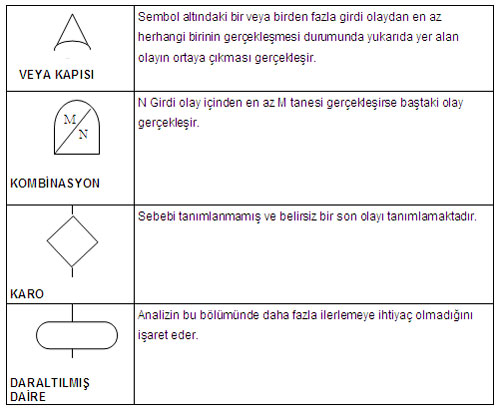 VEYA KAPISI
Sembol altındaki bir veya birden fazla girdi olaydan en az
herhangi birinin gerçekleşmesi durumunda yukarıda yer alan
olayın ortaya çıkması gerçekleşir.
M
N
KOMBİNASYON
N Girdi olay içinden en az M tanesi gerçekleşirse baştaki olay
gerçekleşir.
KARO
Sebebi tanımlanmamış ve belirsiz bir son olayı tanımlamaktadır.
DARALTILMIŞ
DAİRE
Analizin bu bölümünde daha fazla ilerlemeye ihtiyaç olmadığını
işaret eder.